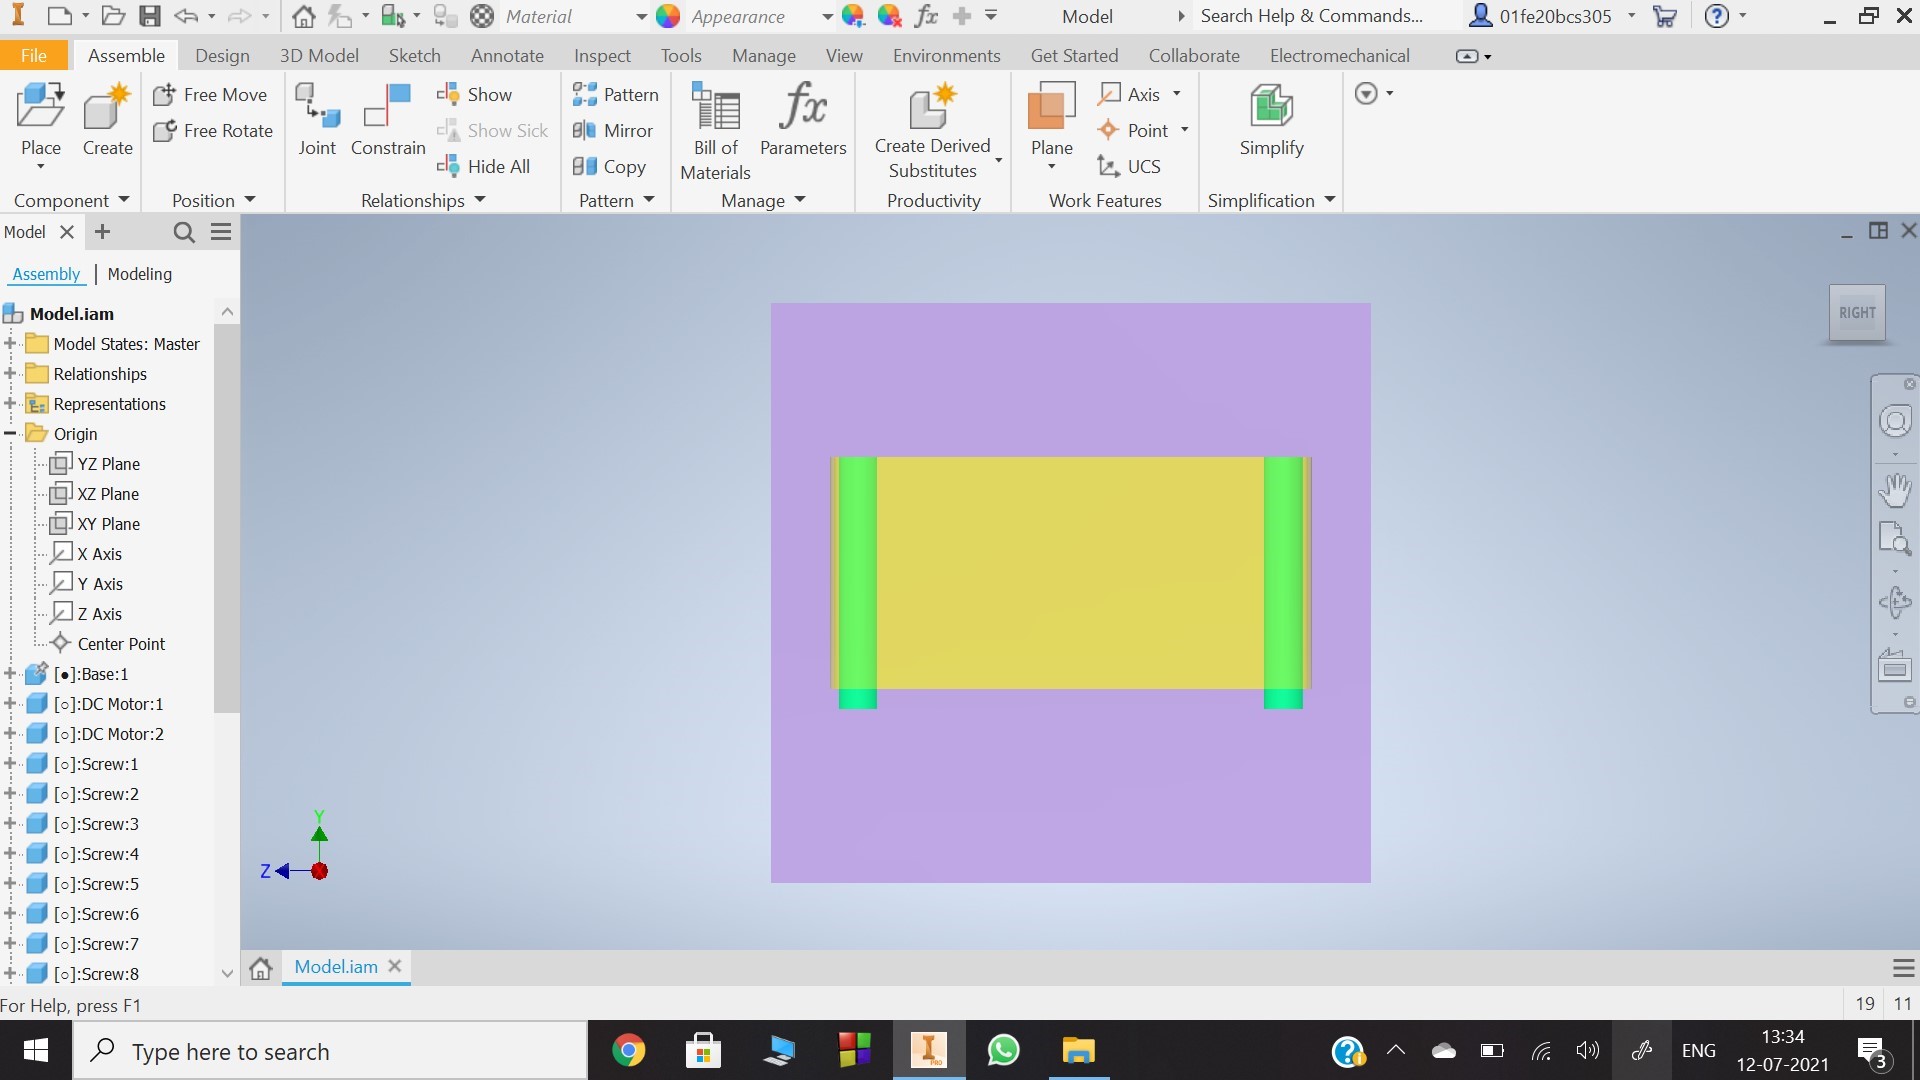 Material
Appearance
fx
Model
Search Help & Commands...
01fe20bcs305
File
Assemble
Design
3D Model
Sketch
Annotate
Inspect
Tools
Manage
View
Environments
Get Started
Collaborate
Electromechanical
Place
Create
Free Move
Free Rotate
Joint
Constrain
Show
Show Sick
Hide All
Pattern
Mirror
Copy
Bill of
Materials
fx
Parameters
Create Derived
Substitutes
Plane
Axis
Point
UCS
Simplify
Component
Position
Relationships
Pattern
Manage
Productivity
Work Features
Simplification
Model
Assembly | Modeling
Model.iam
Model States: Master
Relationships
Representations
Origin
YZ Plane
XZ Plane
XY Plane
X Axis
Y Axis
Z Axis
Center Point
[●]:Base:1
[○]:DC Motor:1
[○]:DC Motor:2
[○]:Screw:1
[○]:Screw:2
[○]:Screw:3
[○]:Screw:4
[○]:Screw:5
[○]:Screw:6
[○]:Screw:7
[○]:Screw:8
RIGHT
Y
Z
Model.iam
For Help, press F1
19 11
Type here to search
I
PRO
ENG
13:34
12-07-2021
3